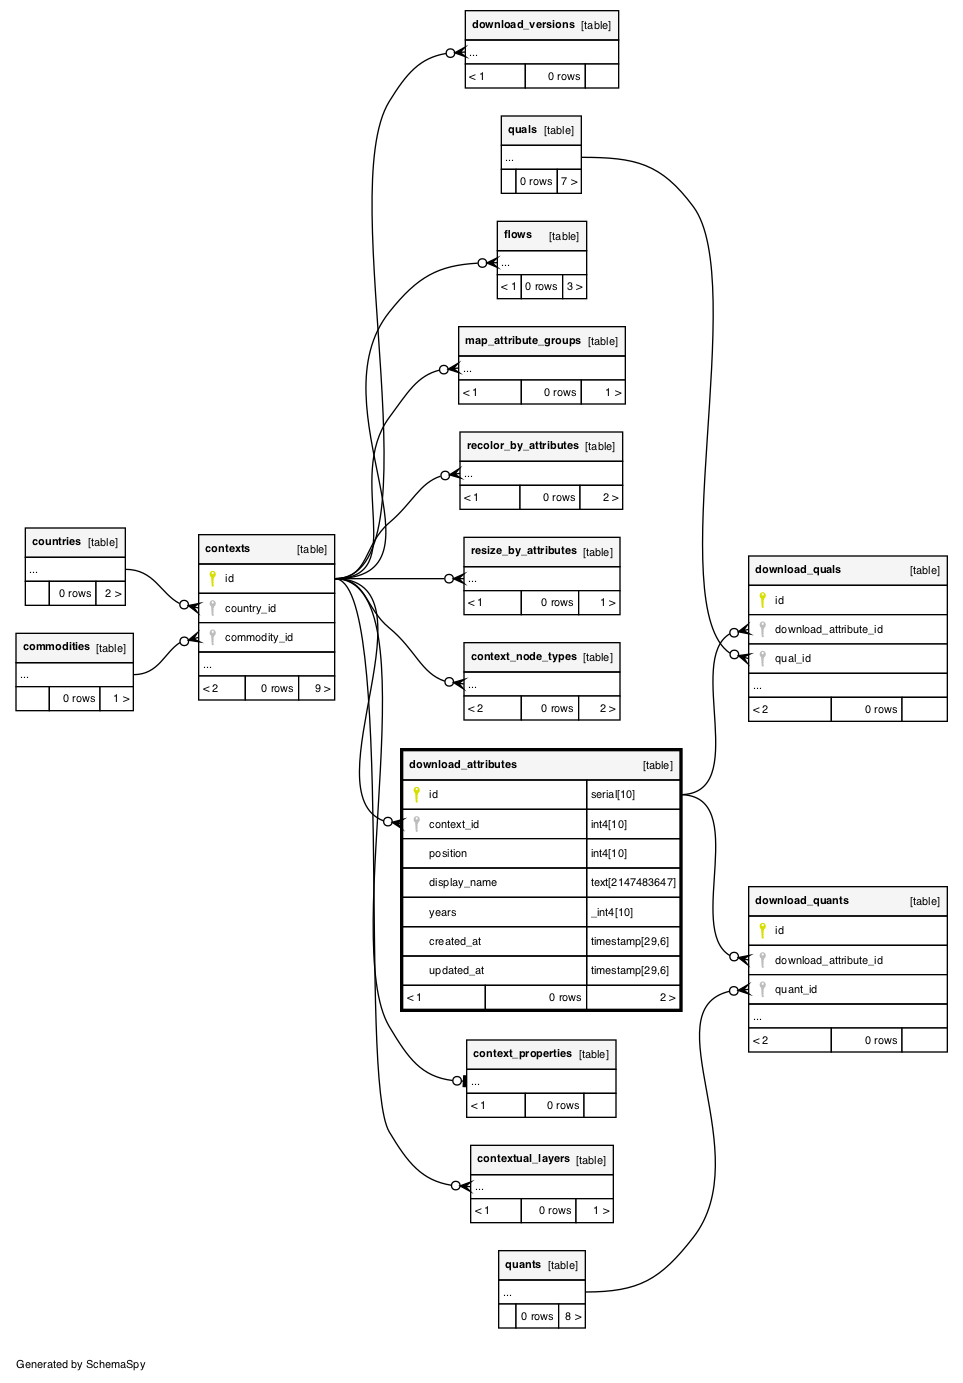 download_versions [table]
...
< 1 0 rows
quals [table]
...
0 rows 7 >
flows [table]
...
< 1 0 rows 3 >
map_attribute_groups [table]
...
< 1 0 rows 1 >
recolor_by_attributes [table]
...
< 1 0 rows 2 >
countries [table]
...
0 rows 2 >
commodities [table]
...
0 rows 1 >
contexts [table]
id
country_id
commodity_id
...
< 2 0 rows 9 >
resize_by_attributes [table]
...
< 1 0 rows 1 >
context_node_types [table]
...
< 2 0 rows 2 >
download_quals [table]
id
download_attribute_id
qual_id
...
< 2 0 rows
download_attributes [table]
id serial[10]
context_id int4[10]
position int4[10]
display_name text[2147483647]
years _int4[10]
created_at timestamp[29,6]
updated_at timestamp[29,6]
< 1 0 rows 2 >
download_quants [table]
id
download_attribute_id
quant_id
...
< 2 0 rows
context_properties [table]
...
< 1 0 rows
contextual_layers [table]
...
< 1 0 rows 1 >
quants [table]
...
0 rows 8 >
Generated by SchemaSpy